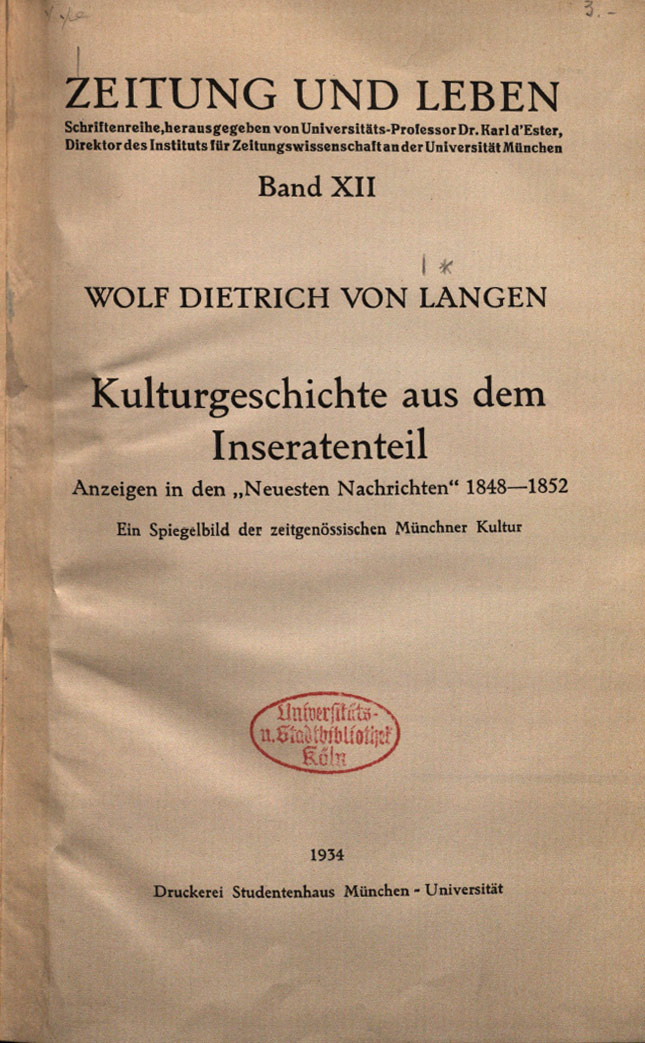 3.-
ZEITUNG UND LEBEN
Schriftenreihe, herausgegeben von Universitäts-Professor Dr. Karl d'Ester,
Direktor des Instituts für Zeitungswissenschaft an der Universität München
Band XII
WOLF DIETRICH VON LANGEN
Kulturgeschichte aus dem
Inseratenteil
Anzeigen in den „Neuesten Nachrichten“ 1848—1852
Ein Spiegelbild der zeitgenössischen Münchner Kultur
Universitäts-
u. Stadtbibliothek
Köln
1934
Druckerei Studentenhaus München - Universität